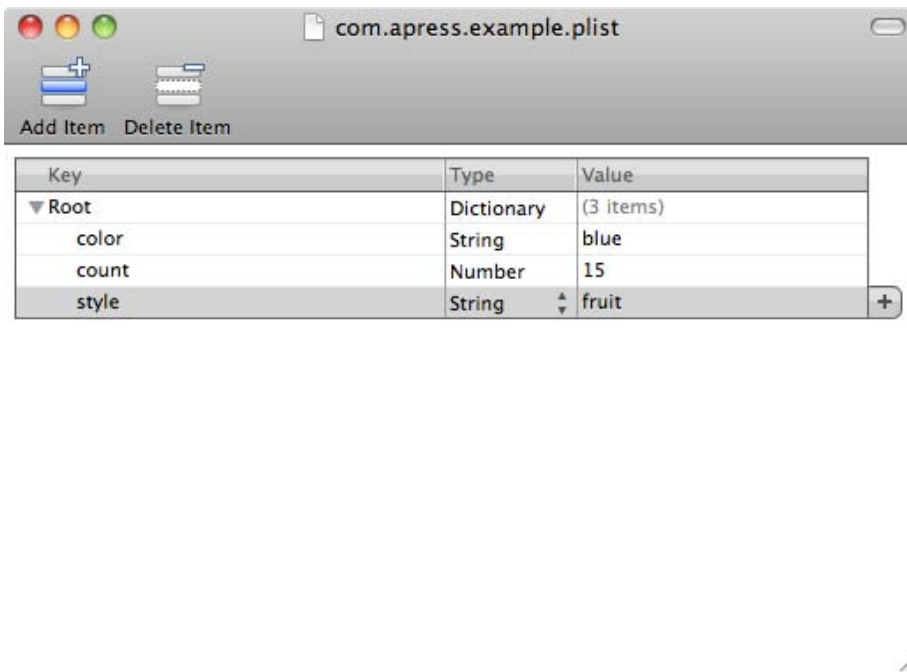 com.apress.example.plist
Add Item Delete Item
Key Type Value
Root Dictionary (3 items)
color String blue
count Number 15
style String fruit